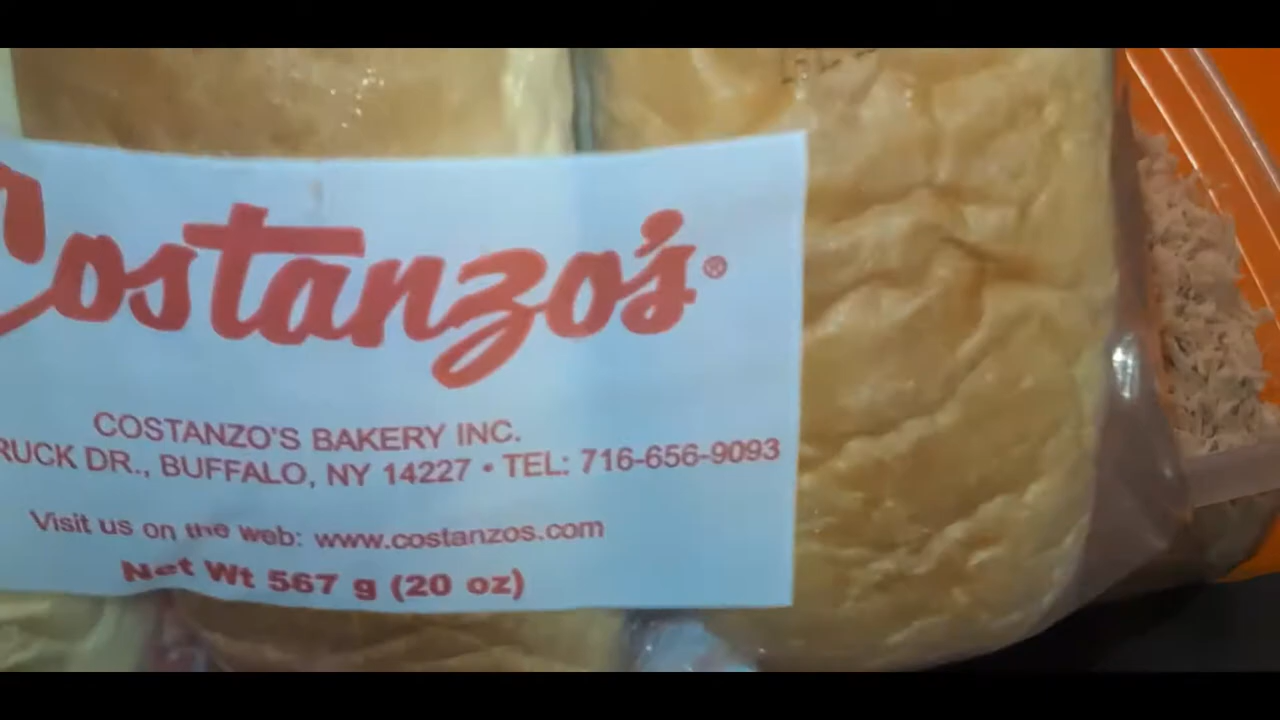 Costanzo's®
COSTANZO'S BAKERY INC.
RUCK DR., BUFFALO, NY 14227 • TEL: 716-656-9093
Visit us on the web: www.costanzos.com
Net Wt 567 g (20 oz)